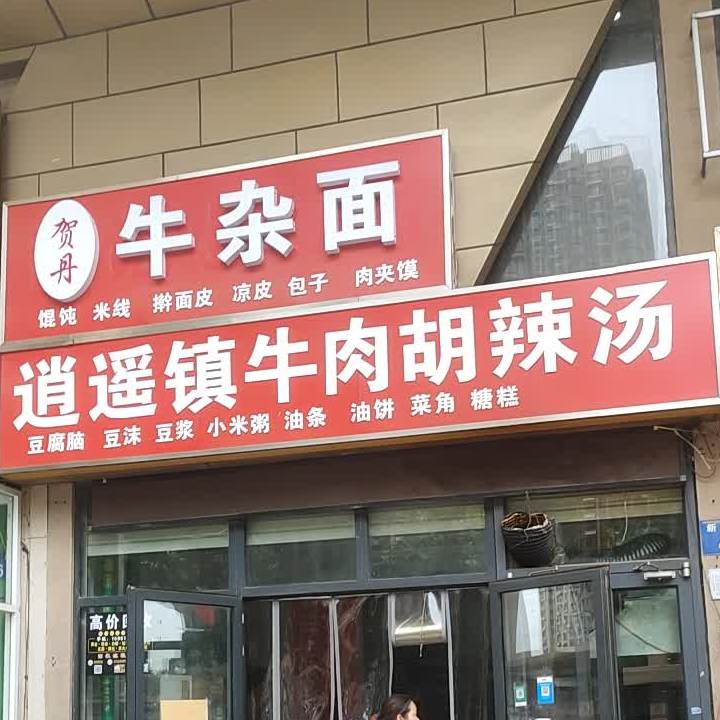 贺丹
牛杂面
馄饨 米线 擀面皮 凉皮 包子 肉夹馍
逍遥镇牛肉胡辣汤
豆腐脑 豆沫 豆浆 小米粥 油条 油饼 菜角 糖糕
高价回收